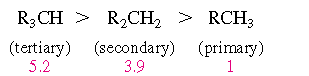 R₃CH > R₂CH₂ > RCH₃
(tertiary) (secondary) (primary)
5.2 3.9 1